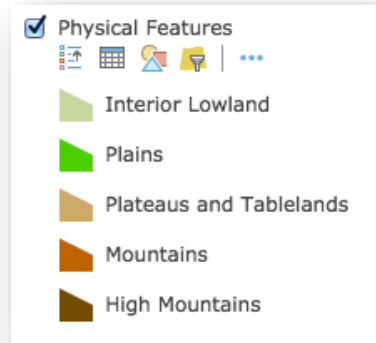 Physical Features
Interior Lowland
Plains
Plateaus and Tablelands
Mountains
High Mountains